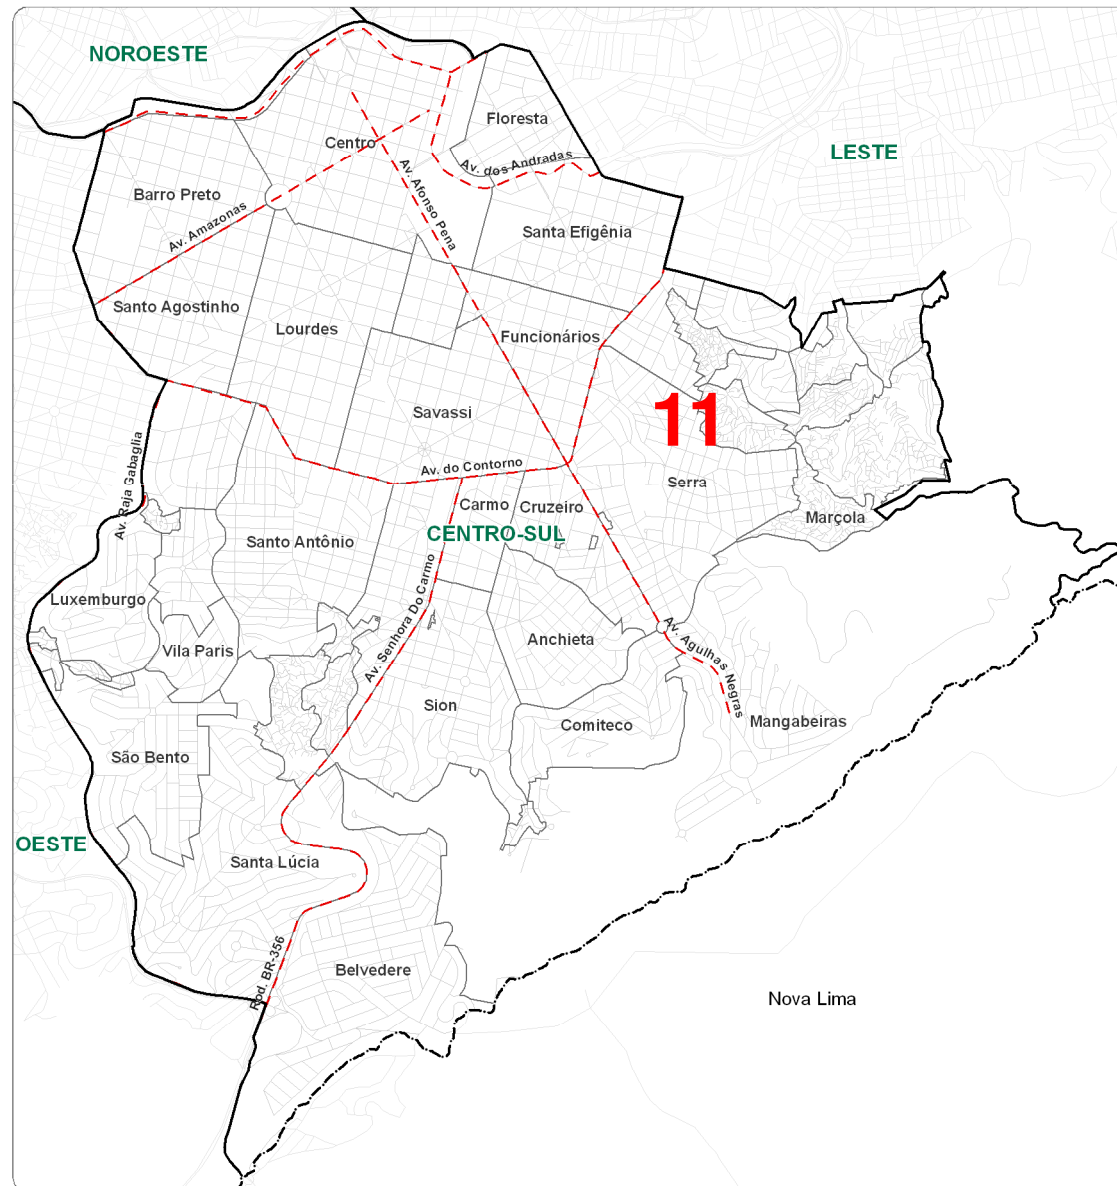 NOROESTE
Floresta
Centro
LESTE
Av. dos Andradas
Barro Preto
Av. Afonso Pena
Av. Amazonas
Santa Efigênia
Santo Agostinho
Lourdes
Funcionários
11
Savassi
Av. do Contorno
Av. Raja Gabaglia
Serra
Carmo
Cruzeiro
Marçola
CENTRO-SUL
Santo Antônio
Luxemburgo
Av. Senhora Do Carmo
Vila Paris
Anchieta
Av. Agulhas Negras
Sion
Comiteco
Mangabeiras
São Bento
OESTE
Santa Lúcia
Rod. BR-356
Belvedere
Nova Lima